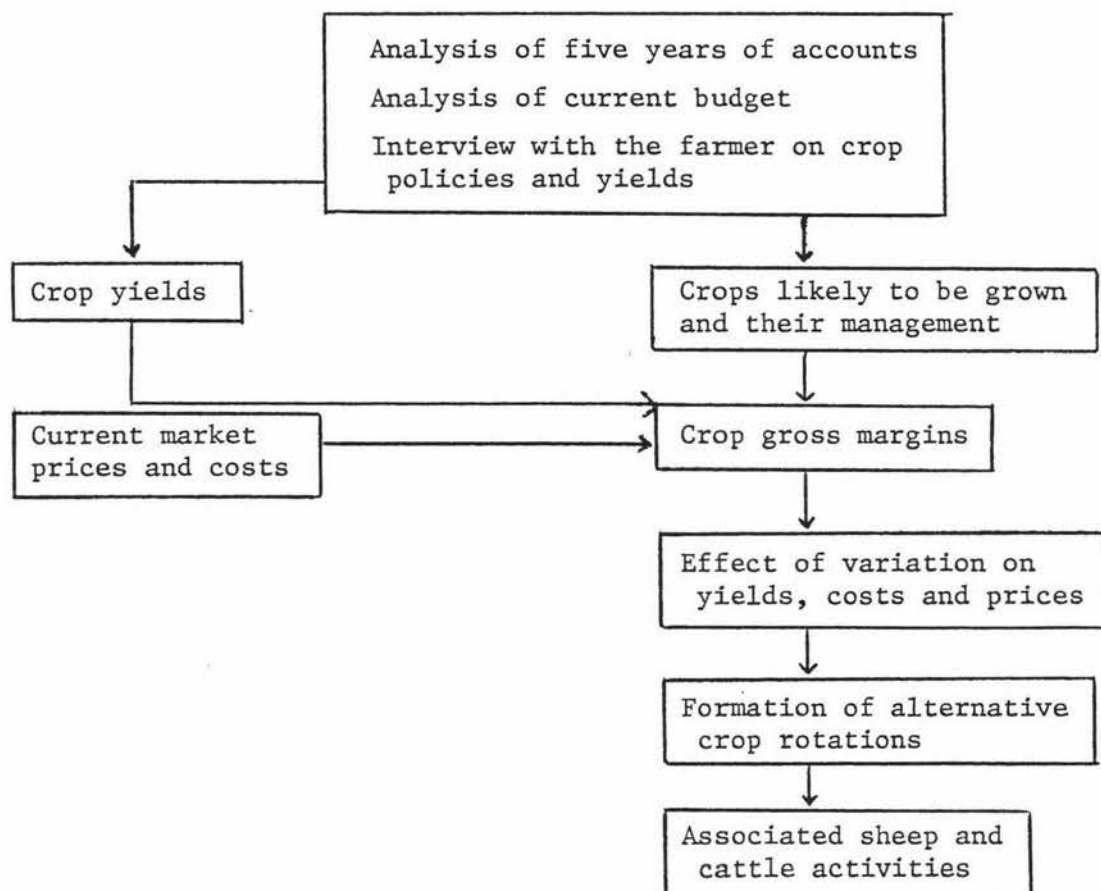 Analysis of five years of accounts
Analysis of current budget
Interview with the farmer on crop
policies and yields
Crop yields
Crops likely to be grown
and their management
Current market
prices and costs
Crop gross margins
Effect of variation on
yields, costs and prices
Formation of alternative
crop rotations
Associated sheep and
cattle activities